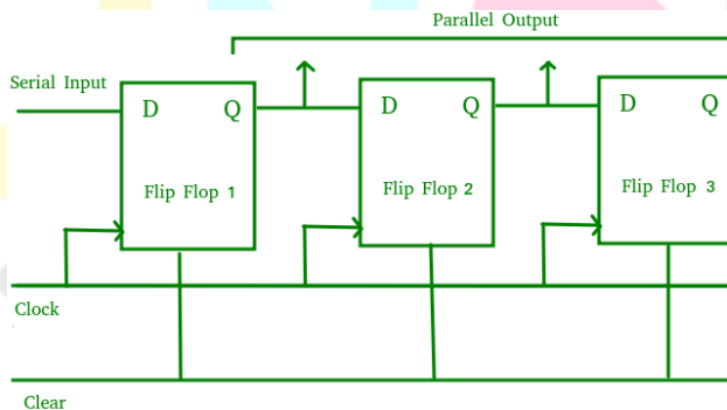 Parallel Output
Serial Input
D Q
D Q
D Q
Flip Flop 1
Flip Flop 2
Flip Flop 3
Clock
Clear